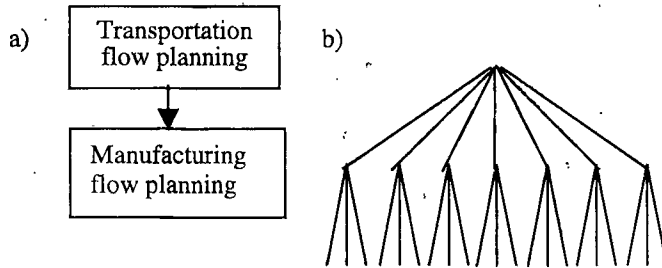 a)
Transportation
flow planning
Manufacturing
flow planning
b)